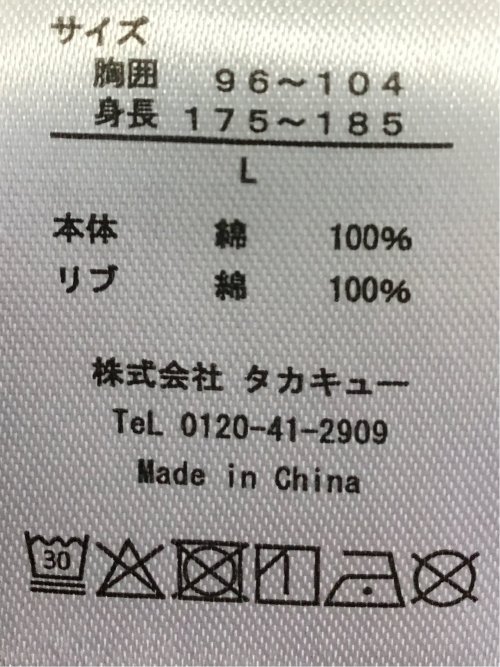 サイズ
胸囲 96～104
身長 175～185
L
本体 綿 100%
リブ 綿 100%
株式会社 タカキュー
TeL 0120-41-2909
Made in China
30